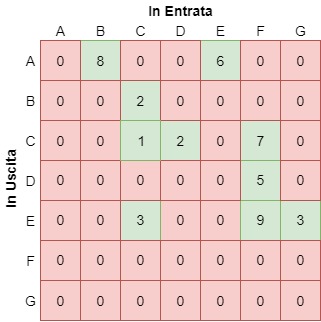 In Entrata
A B C D E F G
In Uscita
A 0 8 0 0 6 0 0
B 0 0 2 0 0 0 0
C 0 0 1 2 0 7 0
D 0 0 0 0 0 5 0
E 0 0 3 0 0 9 3
F 0 0 0 0 0 0 0
G 0 0 0 0 0 0 0